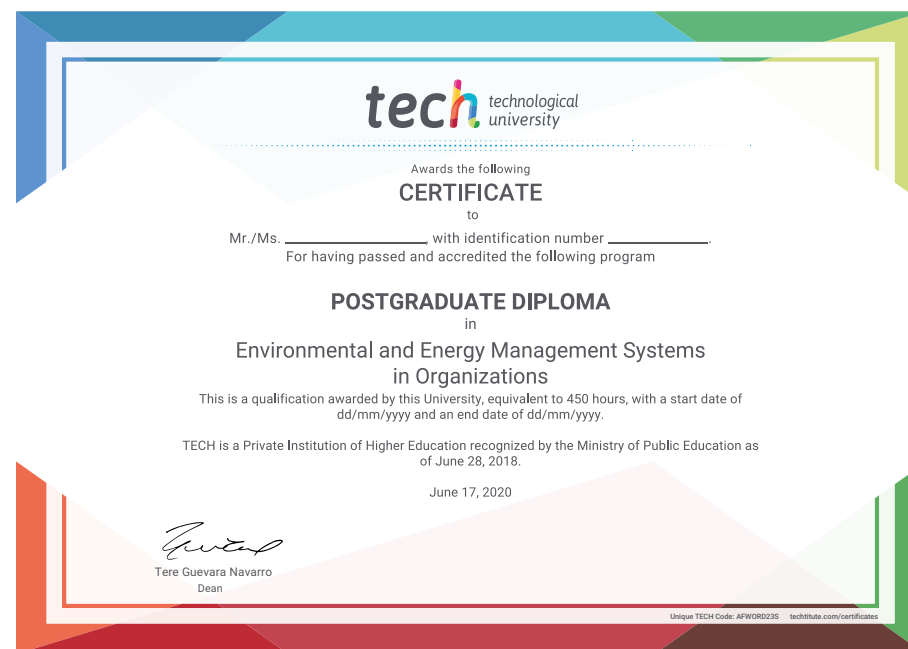 tech technological
university
Awards the following
CERTIFICATE
to
Mr./Ms. ____________________, with identification number ______________.
For having passed and accredited the following program
POSTGRADUATE DIPLOMA
in
Environmental and Energy Management Systems
in Organizations
This is a qualification awarded by this University, equivalent to 450 hours, with a start date of
dd/mm/yyyy and an end date of dd/mm/yyyy.
TECH is a Private Institution of Higher Education recognized by the Ministry of Public Education as
of June 28, 2018.
June 17, 2020
Tere Guevara Navarro
Dean
Unique TECH Code: AFWORD23S techtitute.com/certificates